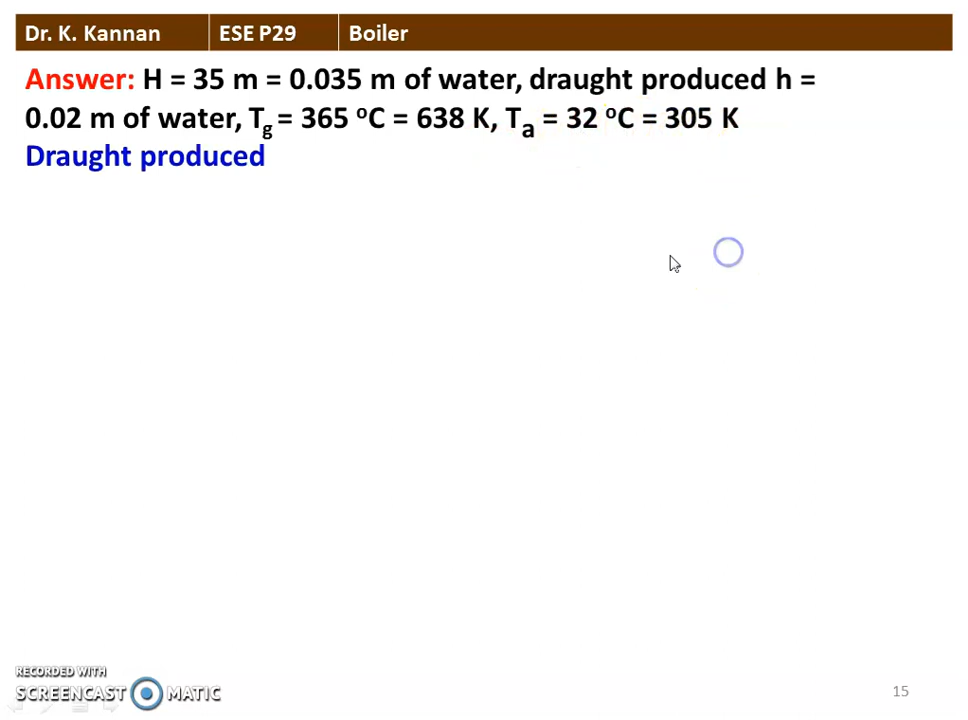 Dr. K. Kannan ESE P29 Boiler
Answer: H = 35 m = 0.035 m of water, draught produced h =
0.02 m of water, Tg = 365 oC = 638 K, Ta = 32 oC = 305 K
Draught produced
RECORDED WITH
SCREENCAST MATIC
15